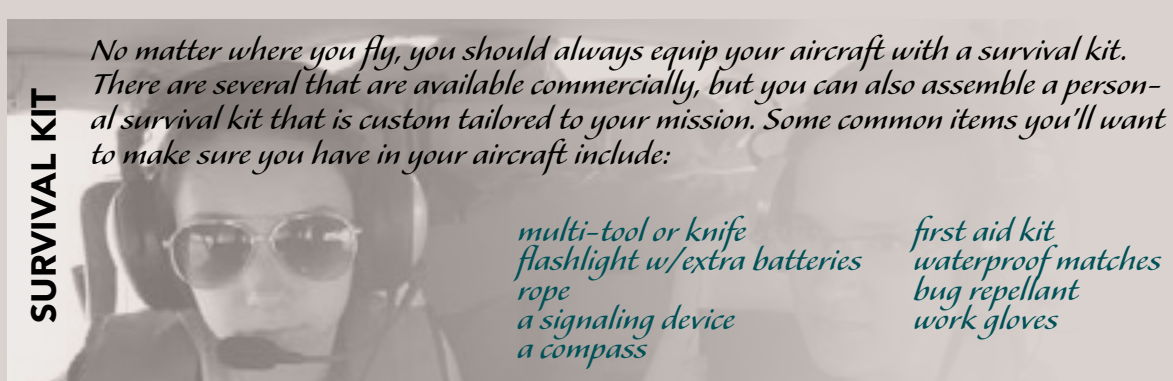 SURVIVAL KIT
No matter where you fly, you should always equip your aircraft with a survival kit.
There are several that are available commercially, but you can also assemble a person-
al survival kit that is custom tailored to your mission. Some common items you'll want
to make sure you have in your aircraft include:
multi-tool or knife
flashlight w/extra batteries
rope
a signaling device
a compass
first aid kit
waterproof matches
bug repellant
work gloves